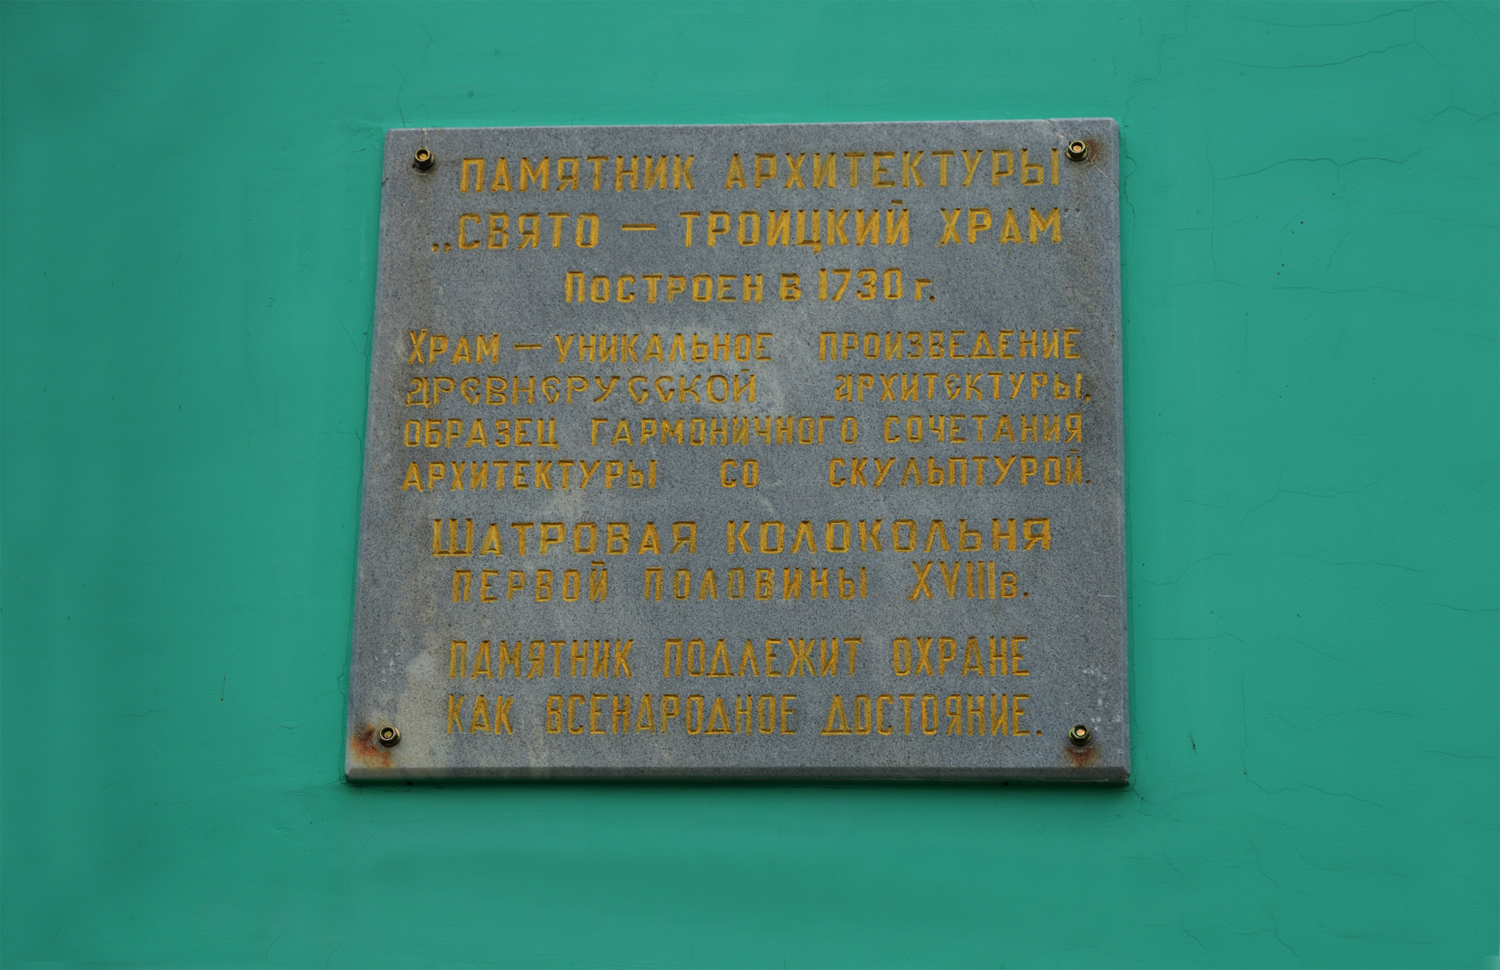 ПАМЯТНИК АРХИТЕКТУРЫ
„СВЯТО – ТРОИЦКИЙ ХРАМ"
ПОСТРОЕН В 1730 г.
ХРАМ – УНИКАЛЬНОЕ ПРОИЗВЕДЕНИЕ
ДРЕВНЕРУССКОЙ АРХИТЕКТУРЫ,
ОБРАЗЕЦ ГАРМОНИЧНОГО СОЧЕТАНИЯ
АРХИТЕКТУРЫ СО СКУЛЬПТУРОЙ.
ШАТРОВАЯ КОЛОКОЛЬНЯ
ПЕРВОЙ ПОЛОВИНЫ XVIIIв.
ПАМЯТНИК ПОДЛЕЖИТ ОХРАНЕ
КАК ВСЕНАРОДНОЕ ДОСТОЯНИЕ.